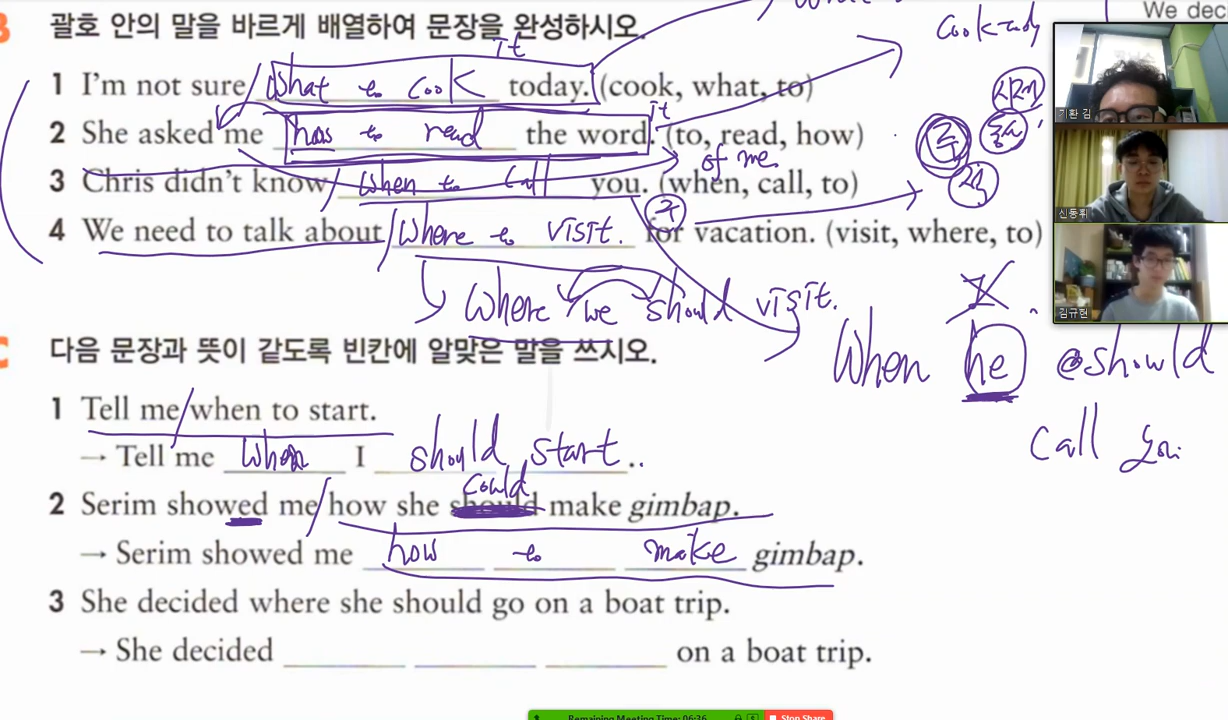 We dec
B 괄호 안의 말을 바르게 배열하여 문장을 완성하시오.
it
cook
1 I'm not sure / what to cook today. (cook, what, to)
it
2 She asked me how to read the word. (to, read, how)
of me
3 Chris didn't know / when to call you. (when, call, to)
주
4 We need to talk about / where to visit. for vacation. (visit, where, to)
where we should visit.
When he should
call you
C 다음 문장과 뜻이 같도록 빈칸에 알맞은 말을 쓰시오.
1 Tell me / when to start.
→ Tell me when I should start..
could
2 Serim showed me / how she should make gimbap.
→ Serim showed me how to make gimbap.
3 She decided where she should go on a boat trip.
→ She decided ______ ______ ______ on a boat trip.
기환 김
신동휘
김규현
Remaining Meeting Time: 06:36
Stop Share